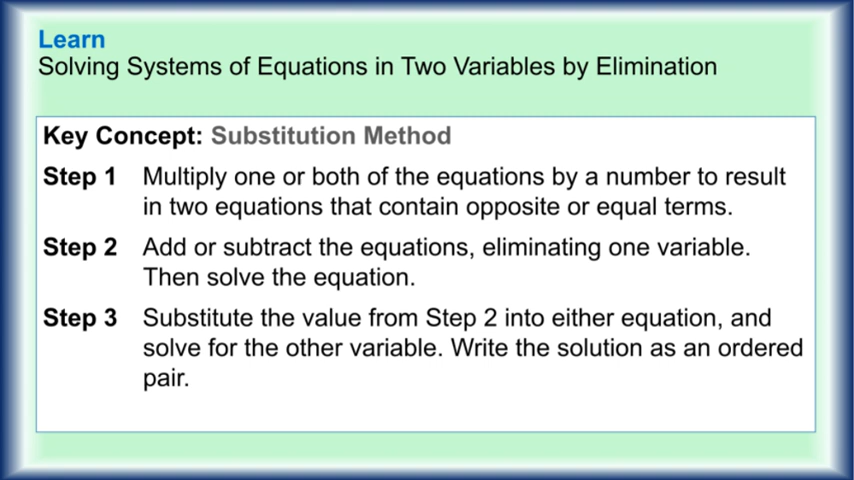 Learn
Solving Systems of Equations in Two Variables by Elimination
Key Concept: Substitution Method
Step 1 Multiply one or both of the equations by a number to result
in two equations that contain opposite or equal terms.
Step 2 Add or subtract the equations, eliminating one variable.
Then solve the equation.
Step 3 Substitute the value from Step 2 into either equation, and
solve for the other variable. Write the solution as an ordered
pair.